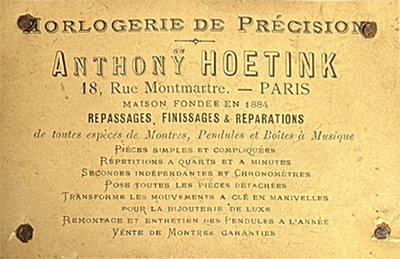 Horlogerie de Précision
Anthony HOETINK
18, Rue Montmartre. — PARIS
MAISON FONDÉE EN 1884
REPASSAGES, FINISSAGES & RÉPARATIONS
de toutes espèces de Montres, Pendules et Boîtes à Musique
Pièces simples et compliquées
Répétitions a quarts et a minutes
Secondes indépendantes et Chronomètres
Pose toutes les pièces détachées
Transforme les mouvements a clé en manivelles
pour la bijouterie de luxe
Remontage et entretien des Pendules a l'année
Vente de Montres garanties